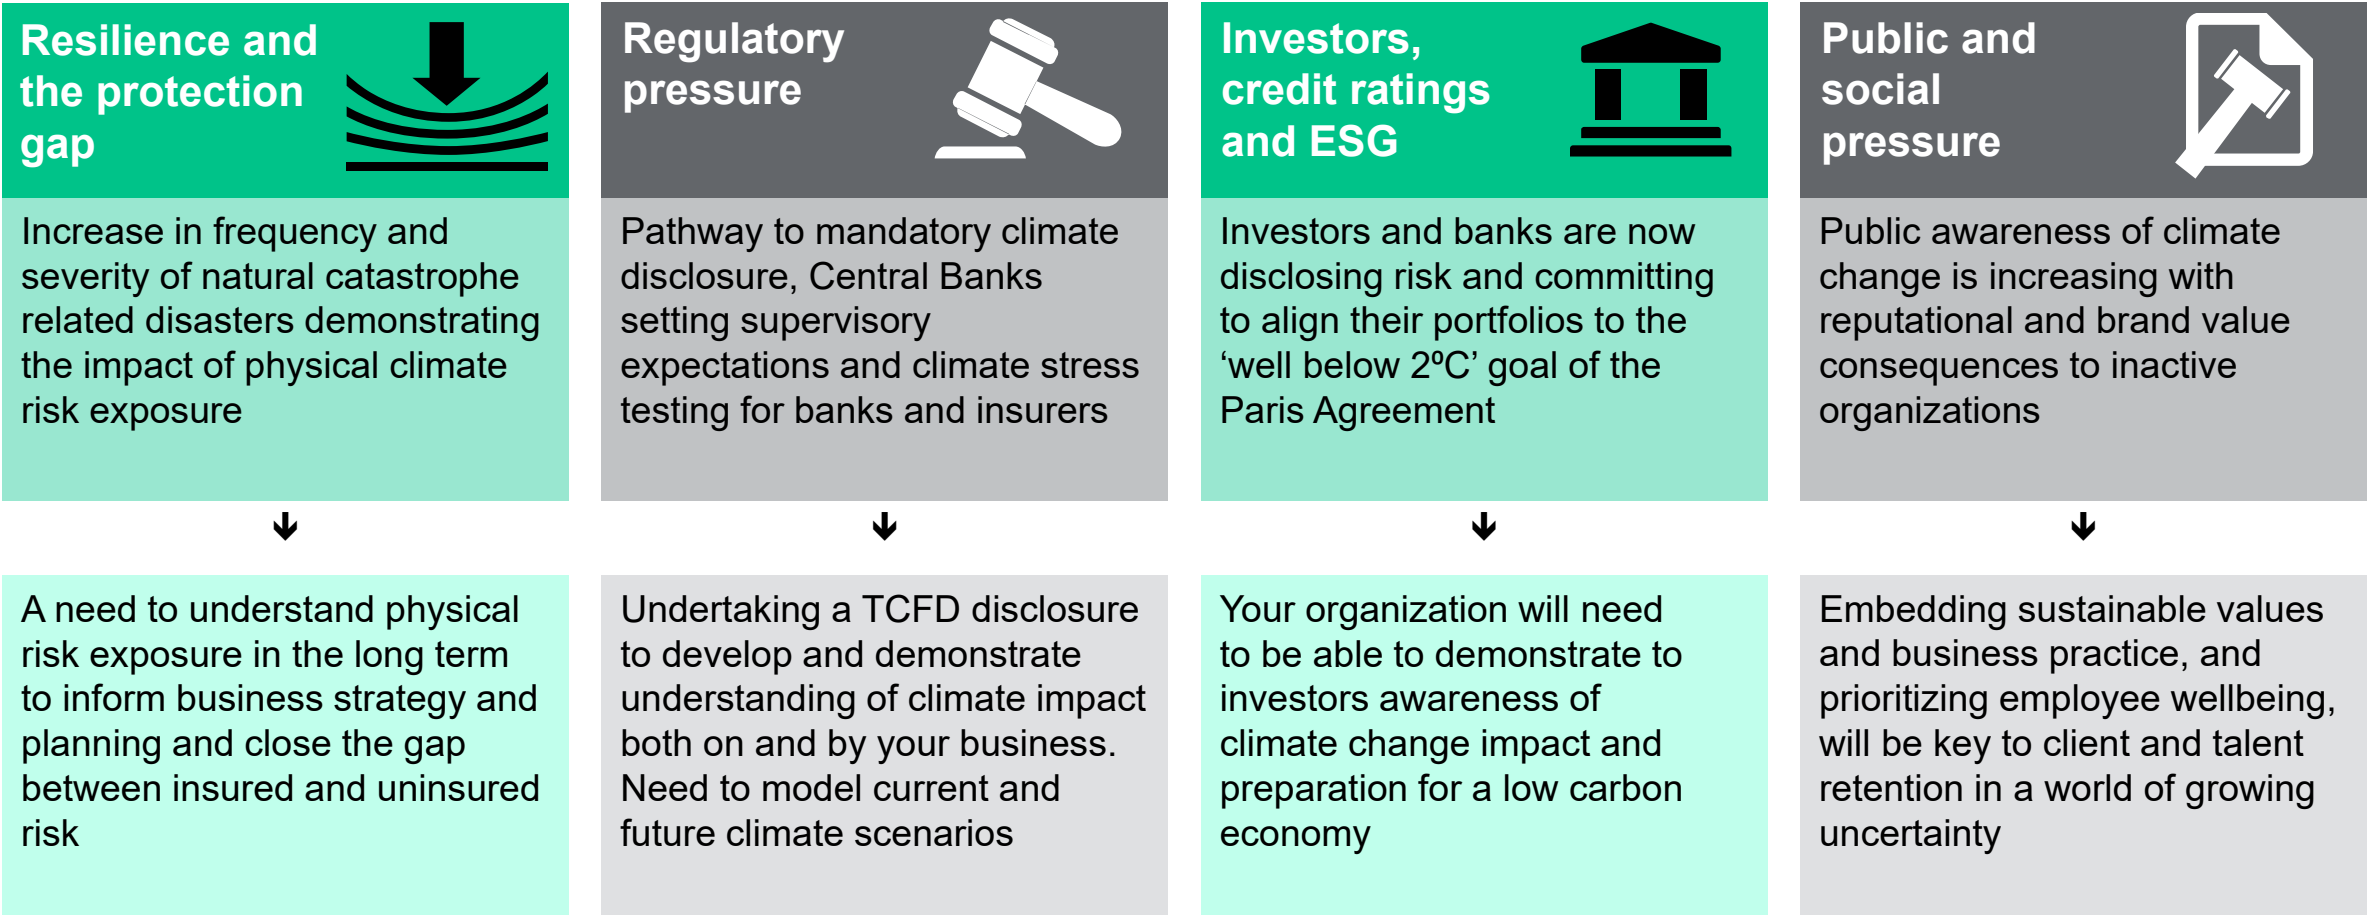 Resilience and
the protection
gap
Increase in frequency and
severity of natural catastrophe
related disasters demonstrating
the impact of physical climate
risk exposure
A need to understand physical
risk exposure in the long term
to inform business strategy and
planning and close the gap
between insured and uninsured
risk
Regulatory
pressure
Pathway to mandatory climate
disclosure, Central Banks
setting supervisory
expectations and climate stress
testing for banks and insurers
Undertaking a TCFD disclosure
to develop and demonstrate
understanding of climate impact
both on and by your business.
Need to model current and
future climate scenarios
Investors,
credit ratings
and ESG
Investors and banks are now
disclosing risk and committing
to align their portfolios to the
‘well below 2ºC’ goal of the
Paris Agreement
Your organization will need
to be able to demonstrate to
investors awareness of
climate change impact and
preparation for a low carbon
economy
Public and
social
pressure
Public awareness of climate
change is increasing with
reputational and brand value
consequences to inactive
organizations
Embedding sustainable values
and business practice, and
prioritizing employee wellbeing,
will be key to client and talent
retention in a world of growing
uncertainty